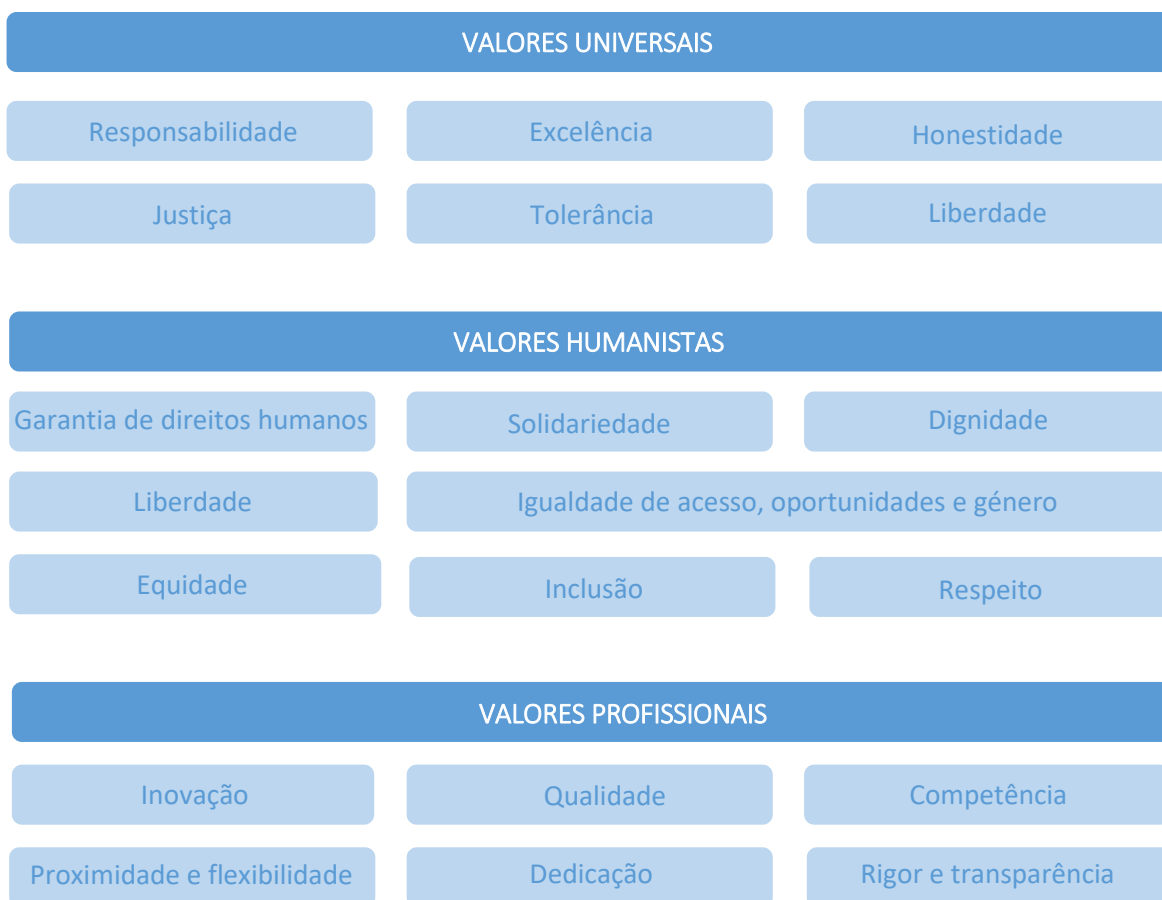 VALORES UNIVERSAIS
Responsabilidade
Excelência
Honestidade
Justiça
Tolerância
Liberdade
VALORES HUMANISTAS
Garantia de direitos humanos
Solidariedade
Dignidade
Liberdade
Igualdade de acesso, oportunidades e género
Equidade
Inclusão
Respeito
VALORES PROFISSIONAIS
Inovação
Qualidade
Competência
Proximidade e flexibilidade
Dedicação
Rigor e transparência